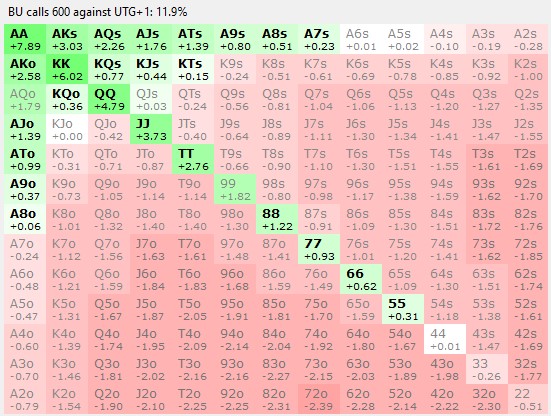 BU calls 600 against UTG+1: 11.9%
AA AKs AQs AJs ATs A9s A8s A7s A6s A5s A4s A3s A2s
+7.89 +3.03 +2.26 +1.76 +1.39 +0.80 +0.51 +0.23 +0.01 +0.02 -0.10 -0.19 -0.28
AKo KK KQs KJs KTs K9s K8s K7s K6s K5s K4s K3s K2s
+2.58 +6.02 +0.77 +0.44 +0.15 -0.24 -0.51 -0.61 -0.69 -0.78 -0.85 -0.92 -1.00
AQo KQo QQ QJs QTs Q9s Q8s Q7s Q6s Q5s Q4s Q3s Q2s
+1.79 +0.36 +4.79 +0.03 -0.24 -0.56 -0.81 -1.04 -1.06 -1.13 -1.20 -1.27 -1.35
AJo KJo QJo JJ JTs J9s J8s J7s J6s J5s J4s J3s J2s
+1.39 +0.00 -0.42 +3.73 -0.40 -0.64 -0.89 -1.11 -1.30 -1.34 -1.41 -1.47 -1.55
ATo KTo QTo JTo TT T9s T8s T7s T6s T5s T4s T3s T2s
+0.99 -0.31 -0.71 -0.87 +2.76 -0.66 -0.90 -1.10 -1.30 -1.51 -1.55 -1.61 -1.69
A9o K9o Q9o J9o T9o 99 98s 97s 96s 95s 94s 93s 92s
+0.37 -0.73 -1.05 -1.14 -1.14 +1.82 -0.80 -0.98 -1.17 -1.38 -1.59 -1.62 -1.70
A8o K8o Q8o J8o T8o 98o 88 87s 86s 85s 84s 83s 82s
+0.06 -1.01 -1.32 -1.40 -1.40 -1.30 +1.22 -0.91 -1.09 -1.30 -1.51 -1.72 -1.76
A7o K7o Q7o J7o T7o 97o 87o 77 76s 75s 74s 73s 72s
-0.24 -1.12 -1.56 -1.63 -1.61 -1.48 -1.41 +0.93 -1.01 -1.20 -1.41 -1.62 -1.85
A6o K6o Q6o J6o T6o 96o 86o 76o 66 65s 64s 63s 62s
-0.48 -1.21 -1.59 -1.84 -1.83 -1.68 -1.59 -1.49 +0.62 -1.09 -1.30 -1.51 -1.74
A5o K5o Q5o J5o T5o 95o 85o 75o 65o 55 54s 53s 52s
-0.47 -1.31 -1.67 -1.87 -2.05 -1.91 -1.81 -1.70 -1.59 +0.31 -1.18 -1.38 -1.61
A4o K4o Q4o J4o T4o 94o 84o 74o 64o 54o 44 43s 42s
-0.60 -1.39 -1.74 -1.95 -2.09 -2.14 -2.04 -1.92 -1.80 -1.67 +0.01 -1.47 -1.69
A3o K3o Q3o J3o T3o 93o 83o 73o 63o 53o 43o 33 32s
-0.70 -1.46 -1.81 -2.02 -2.16 -2.16 -2.27 -2.15 -2.03 -1.89 -1.98 -0.26 -1.77
A2o K2o Q2o J2o T2o 92o 82o 72o 62o 52o 42o 32o 22
-0.79 -1.54 -1.90 -2.10 -2.25 -2.25 -2.31 -2.39 -2.28 -2.14 -2.22 -2.30 -0.51